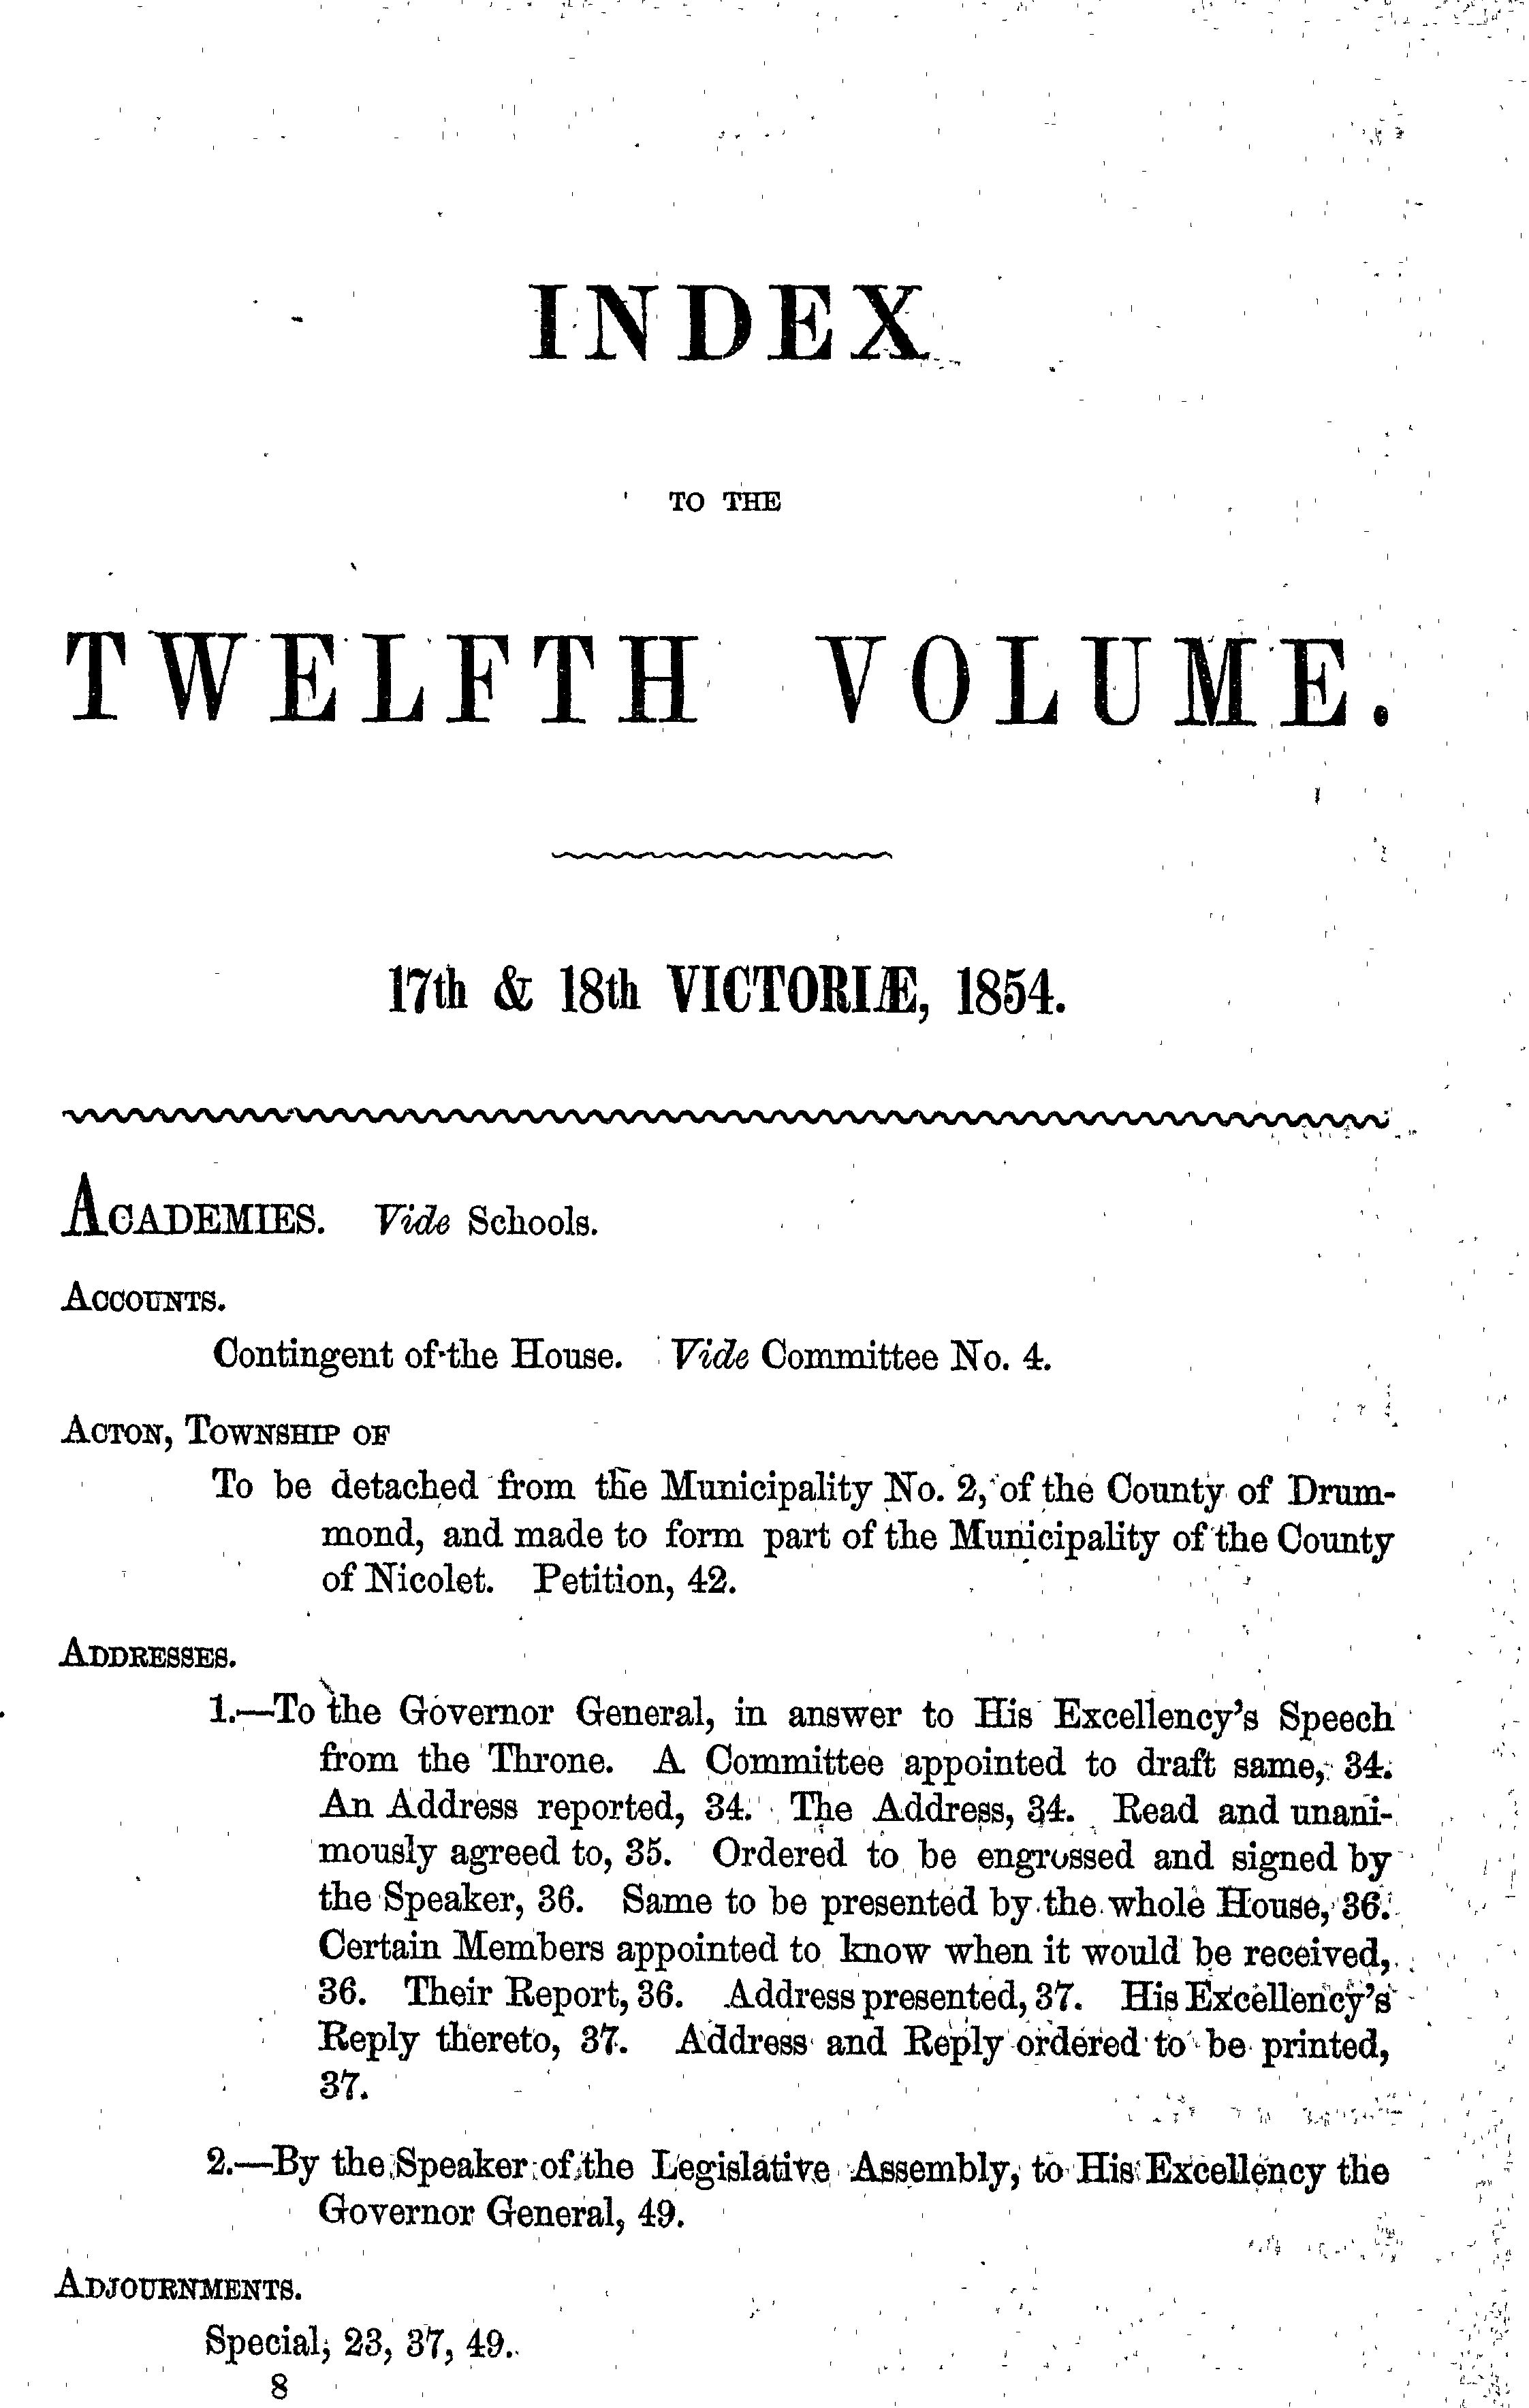 INDEX
TO THE
TWELFTH VOLUME.
17th & 18th VICTORIÆ, 1854.
ACADEMIES. Vide Schools.
ACCOUNTS.
Contingent of the House. Vide Committee No. 4.
ACTON, TOWNSHIP OF
To be detached from the Municipality No. 2, of the County of Drum-
mond, and made to form part of the Municipality of the County
of Nicolet. Petition, 42.
ADDRESSES.
1.—To the Governor General, in answer to His Excellency's Speech
from the Throne. A Committee appointed to draft same, 34.
An Address reported, 34. The Address, 34. Read and unani-
mously agreed to, 35. Ordered to be engrossed and signed by
the Speaker, 36. Same to be presented by the whole House, 36.
Certain Members appointed to know when it would be received,
36. Their Report, 36. Address presented, 37. His Excellency's
Reply thereto, 37. Address and Reply ordered to be printed,
37.
2.—By the Speaker of the Legislative Assembly, to His Excellency the
Governor General, 49.
ADJOURNMENTS.
Special, 23, 37, 49.
8